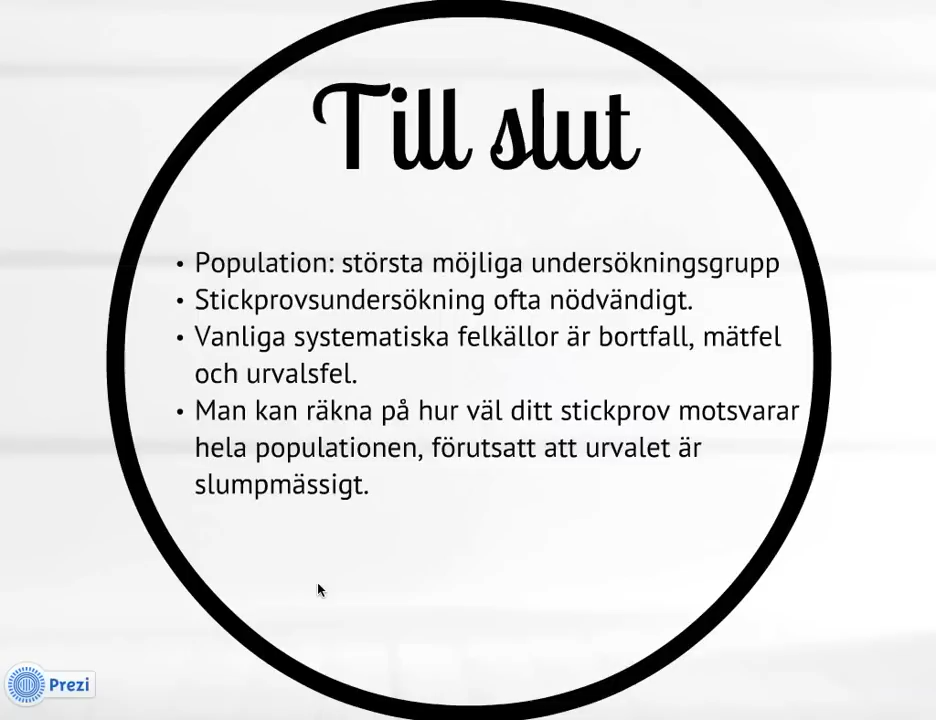 Till slut
• Population: största möjliga undersökningsgrupp
• Stickprovsundersökning ofta nödvändigt.
• Vanliga systematiska felkällor är bortfall, mätfel
och urvalsfel.
• Man kan räkna på hur väl ditt stickprov motsvarar
hela populationen, förutsatt att urvalet är
slumpmässigt.
Prezi